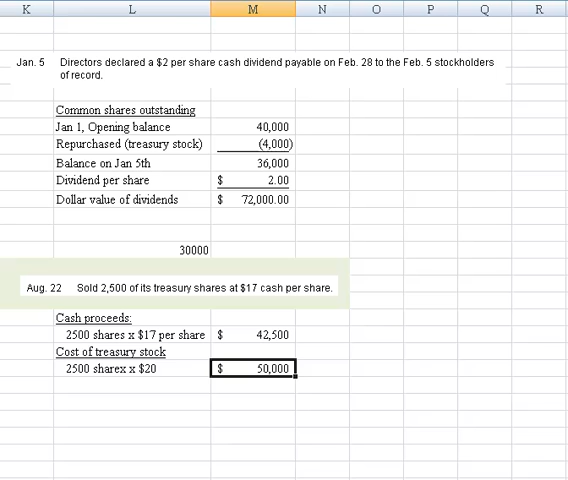 K L M N O P Q R
Jan. 5 Directors declared a $2 per share cash dividend payable on Feb. 28 to the Feb. 5 stockholders
of record.
Common shares outstanding
Jan 1, Opening balance 40,000
Repurchased (treasury stock) (4,000)
Balance on Jan 5th 36,000
Dividend per share $ 2.00
Dollar value of dividends $ 72,000.00
30000
Aug. 22 Sold 2,500 of its treasury shares at $17 cash per share.
Cash proceeds:
2500 shares x $17 per share $ 42,500
Cost of treasury stock
2500 sharex x $20 $ 50,000